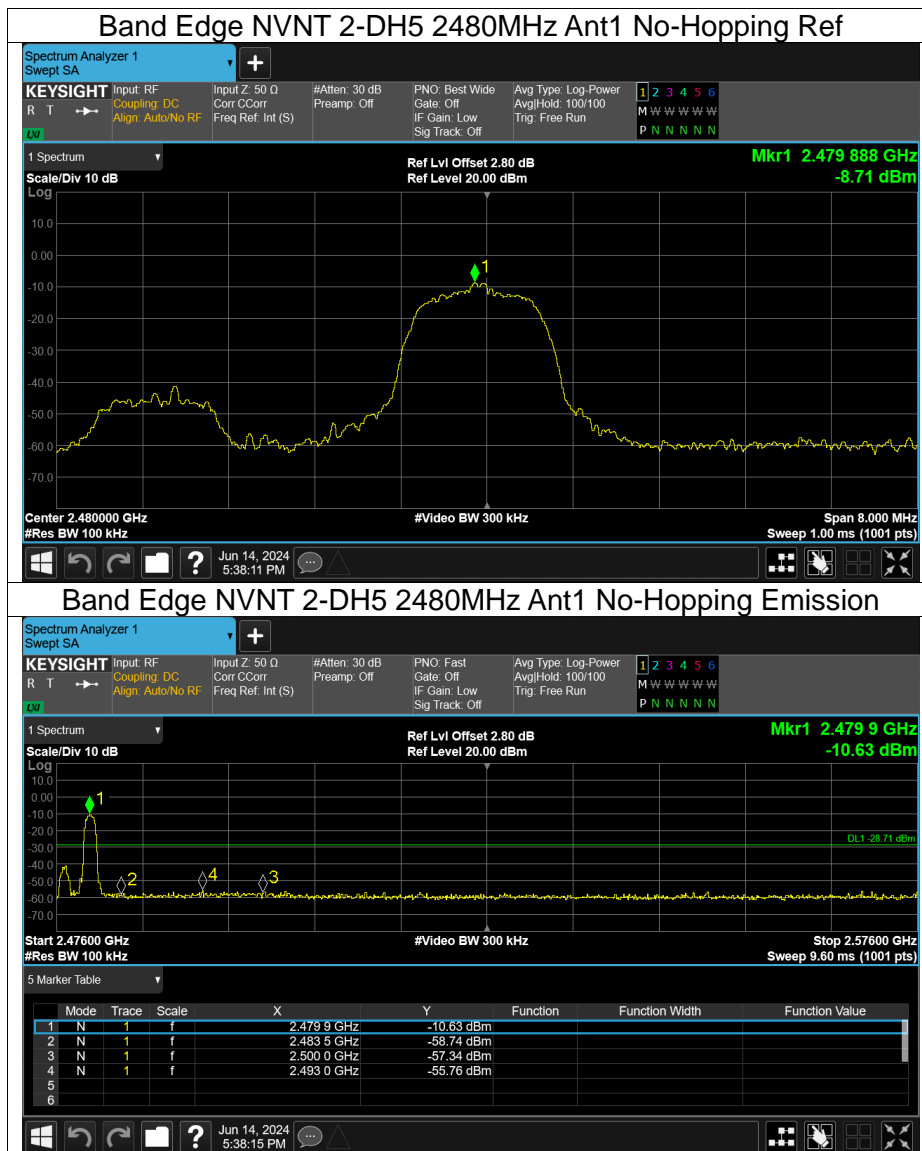 Band Edge NVNT 2-DH5 2480MHz Ant1 No-Hopping Ref
Spectrum Analyzer 1
Swept SA
+
KEYSIGHT Input: RF Input Z: 50 Ω #Atten: 30 dB PNO: Best Wide Avg Type: Log-Power 1 2 3 4 5 6
R T Coupling: DC Corr CCorr Preamp: Off Gate: Off Avg|Hold: 100/100 M W W W W W
Align: Auto/No RF Freq Ref: Int (S) IF Gain: Low Trig: Free Run
LXI Sig Track: Off P N N N N N
1 Spectrum Ref Lvl Offset 2.80 dB Mkr1 2.479 888 GHz
Scale/Div 10 dB Ref Level 20.00 dBm -8.71 dBm
Log
10.0
0.00
1
-10.0
-20.0
-30.0
-40.0
-50.0
-60.0
-70.0
Center 2.480000 GHz #Video BW 300 kHz Span 8.000 MHz
#Res BW 100 kHz Sweep 1.00 ms (1001 pts)
? Jun 14, 2024
5:38:11 PM
Band Edge NVNT 2-DH5 2480MHz Ant1 No-Hopping Emission
Spectrum Analyzer 1
Swept SA
+
KEYSIGHT Input: RF Input Z: 50 Ω #Atten: 30 dB PNO: Fast Avg Type: Log-Power 1 2 3 4 5 6
R T Coupling: DC Corr CCorr Preamp: Off Gate: Off Avg|Hold: 100/100 M W W W W W
Align: Auto/No RF Freq Ref: Int (S) IF Gain: Low Trig: Free Run
LXI Sig Track: Off P N N N N N
1 Spectrum Ref Lvl Offset 2.80 dB Mkr1 2.479 9 GHz
Scale/Div 10 dB Ref Level 20.00 dBm -10.63 dBm
Log
10.0
0.00 1
-10.0
-20.0
DL1 -28.71 dBm
-30.0
-40.0
-50.0 2 4 3
-60.0
-70.0
Start 2.47600 GHz #Video BW 300 kHz Stop 2.57600 GHz
#Res BW 100 kHz Sweep 9.60 ms (1001 pts)
5 Marker Table
Mode Trace Scale X Y Function Function Width Function Value
1 N 1 f 2.479 9 GHz -10.63 dBm
2 N 1 f 2.483 5 GHz -58.74 dBm
3 N 1 f 2.500 0 GHz -57.34 dBm
4 N 1 f 2.493 0 GHz -55.76 dBm
5
6
? Jun 14, 2024
5:38:15 PM